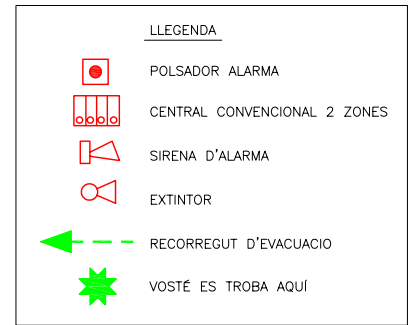 LLEGENDA
POLSADOR ALARMA
CENTRAL CONVENCIONAL 2 ZONES
SIRENA D'ALARMA
EXTINTOR
RECORREGUT D'EVACUACIO
VOSTÉ ES TROBA AQUÍ